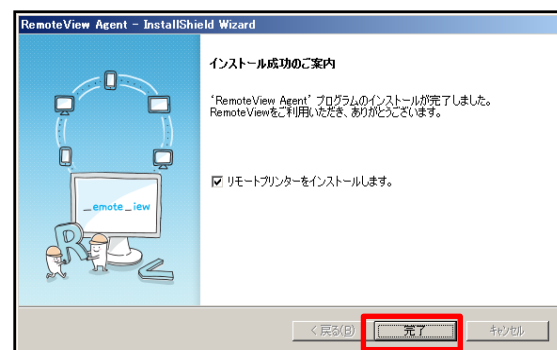 RemoteView Agent - InstallShield Wizard
インストール成功のご案内
'RemoteView Agent' プログラムのインストールが完了しました。
RemoteViewをご利用いただき、ありがとうございます。
リモートプリンターをインストールします。
_emote_iew
R
V
< 戻る(B)
完了
キャンセル